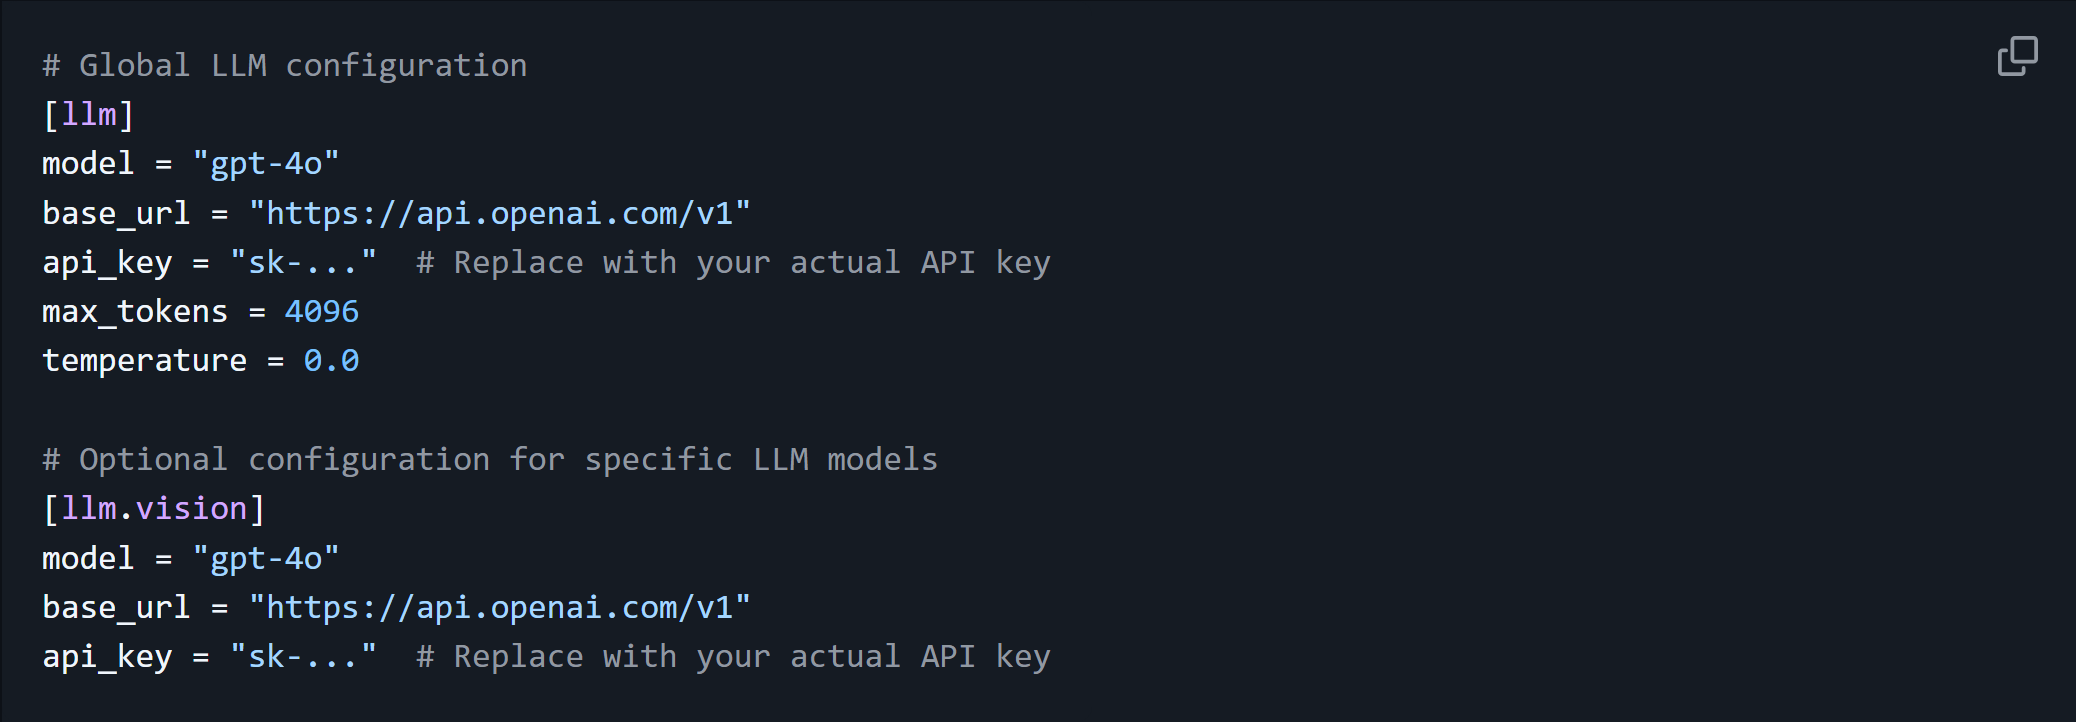 # Global LLM configuration
[llm]
model = "gpt-4o"
base_url = "https://api.openai.com/v1"
api_key = "sk-..."  # Replace with your actual API key
max_tokens = 4096
temperature = 0.0

# Optional configuration for specific LLM models
[llm.vision]
model = "gpt-4o"
base_url = "https://api.openai.com/v1"
api_key = "sk-..."  # Replace with your actual API key